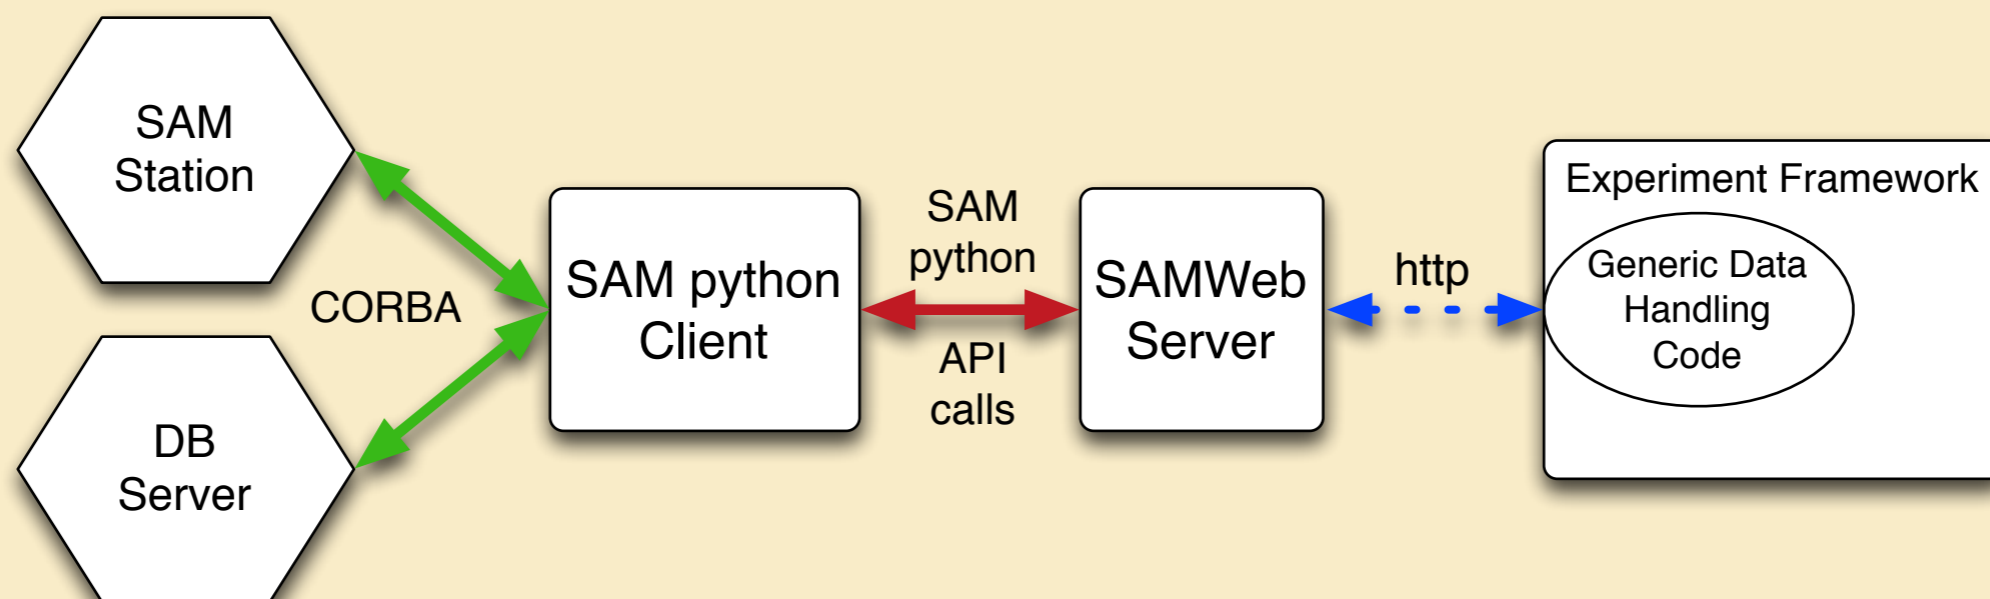 SAM
Station
CORBA
DB
Server
SAM python
Client
SAM
python
API
calls
SAMWeb
Server
http
Experiment Framework
Generic Data
Handling
Code